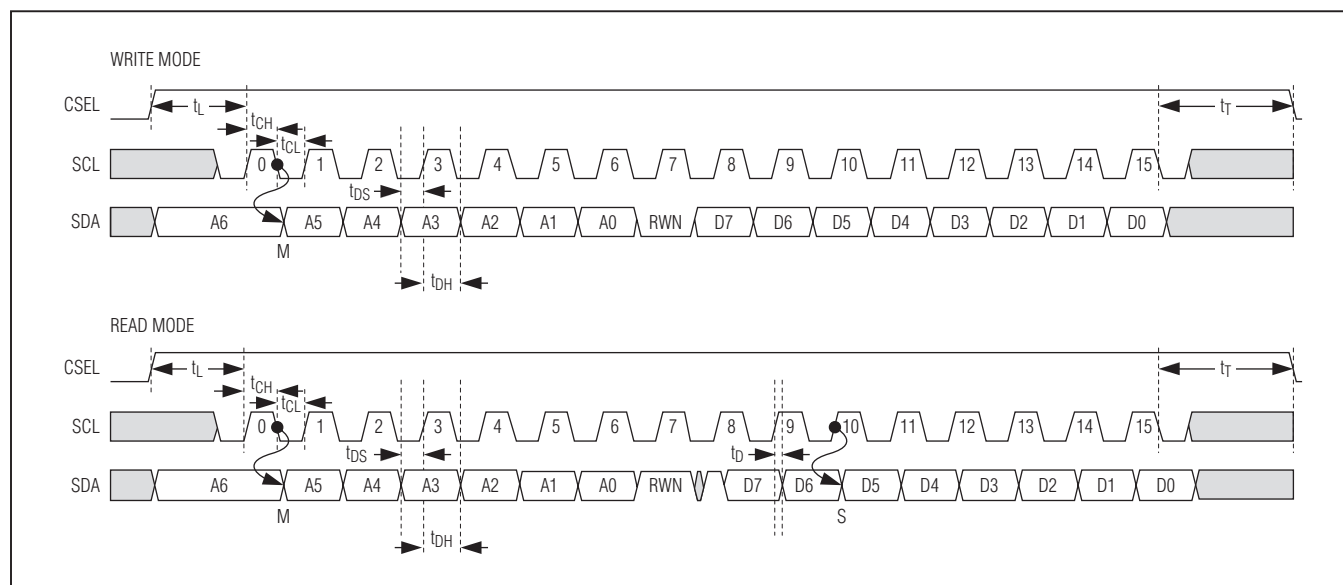 WRITE MODE
CSEL tL tT
tCH
tCL
SCL 0 1 2 3 4 5 6 7 8 9 10 11 12 13 14 15
tDS
SDA A6 A5 A4 A3 A2 A1 A0 RWN D7 D6 D5 D4 D3 D2 D1 D0
M
tDH
READ MODE
CSEL tL tT
tCH
tCL
SCL 0 1 2 3 4 5 6 7 8 9 10 11 12 13 14 15
tDS tD
SDA A6 A5 A4 A3 A2 A1 A0 RWN D7 D6 D5 D4 D3 D2 D1 D0
M S
tDH